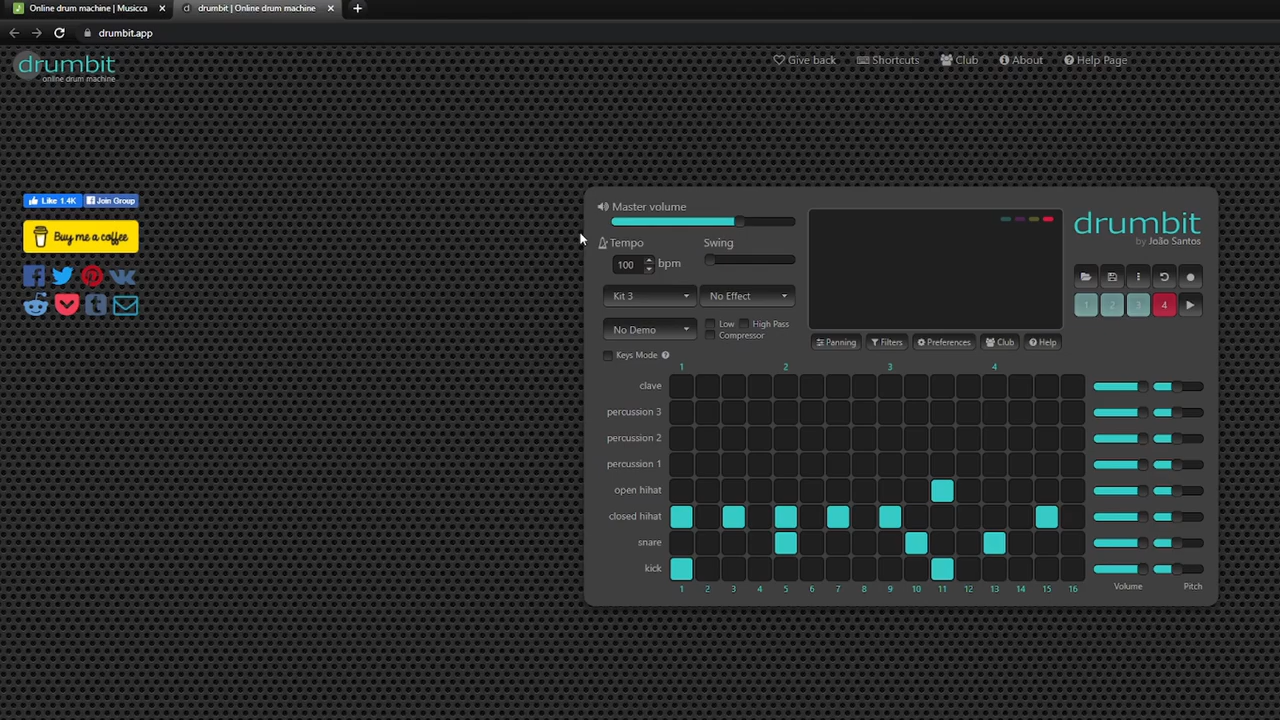 Online drum machine | Musicca
drumbit | Online drum machine
drumbit.app
drumbit
online drum machine
Give back
Shortcuts
Club
About
Help Page
Like 1.4K
Join Group
Buy me a coffee
Master volume
Tempo
Swing
100
bpm
Kit 3
No Effect
No Demo
Low
High Pass
Compressor
Keys Mode
drumbit
by João Santos
1 2 3 4
Panning
Filters
Preferences
Club
Help
1 2 3 4
clave
percussion 3
percussion 2
percussion 1
open hihat
closed hihat
snare
kick
1 2 3 4 5 6 7 8 9 10 11 12 13 14 15 16
Volume
Pitch